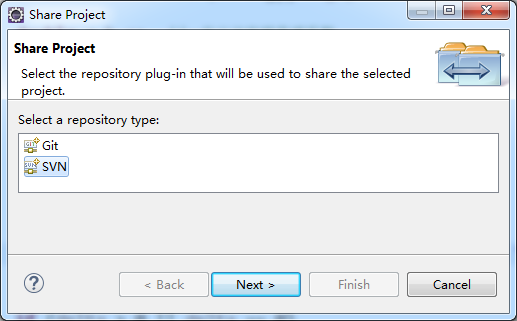 Share Project
Share Project
Select the repository plug-in that will be used to share the selected
project.
Select a repository type:
Git
SVN
?
< Back
Next >
Finish
Cancel